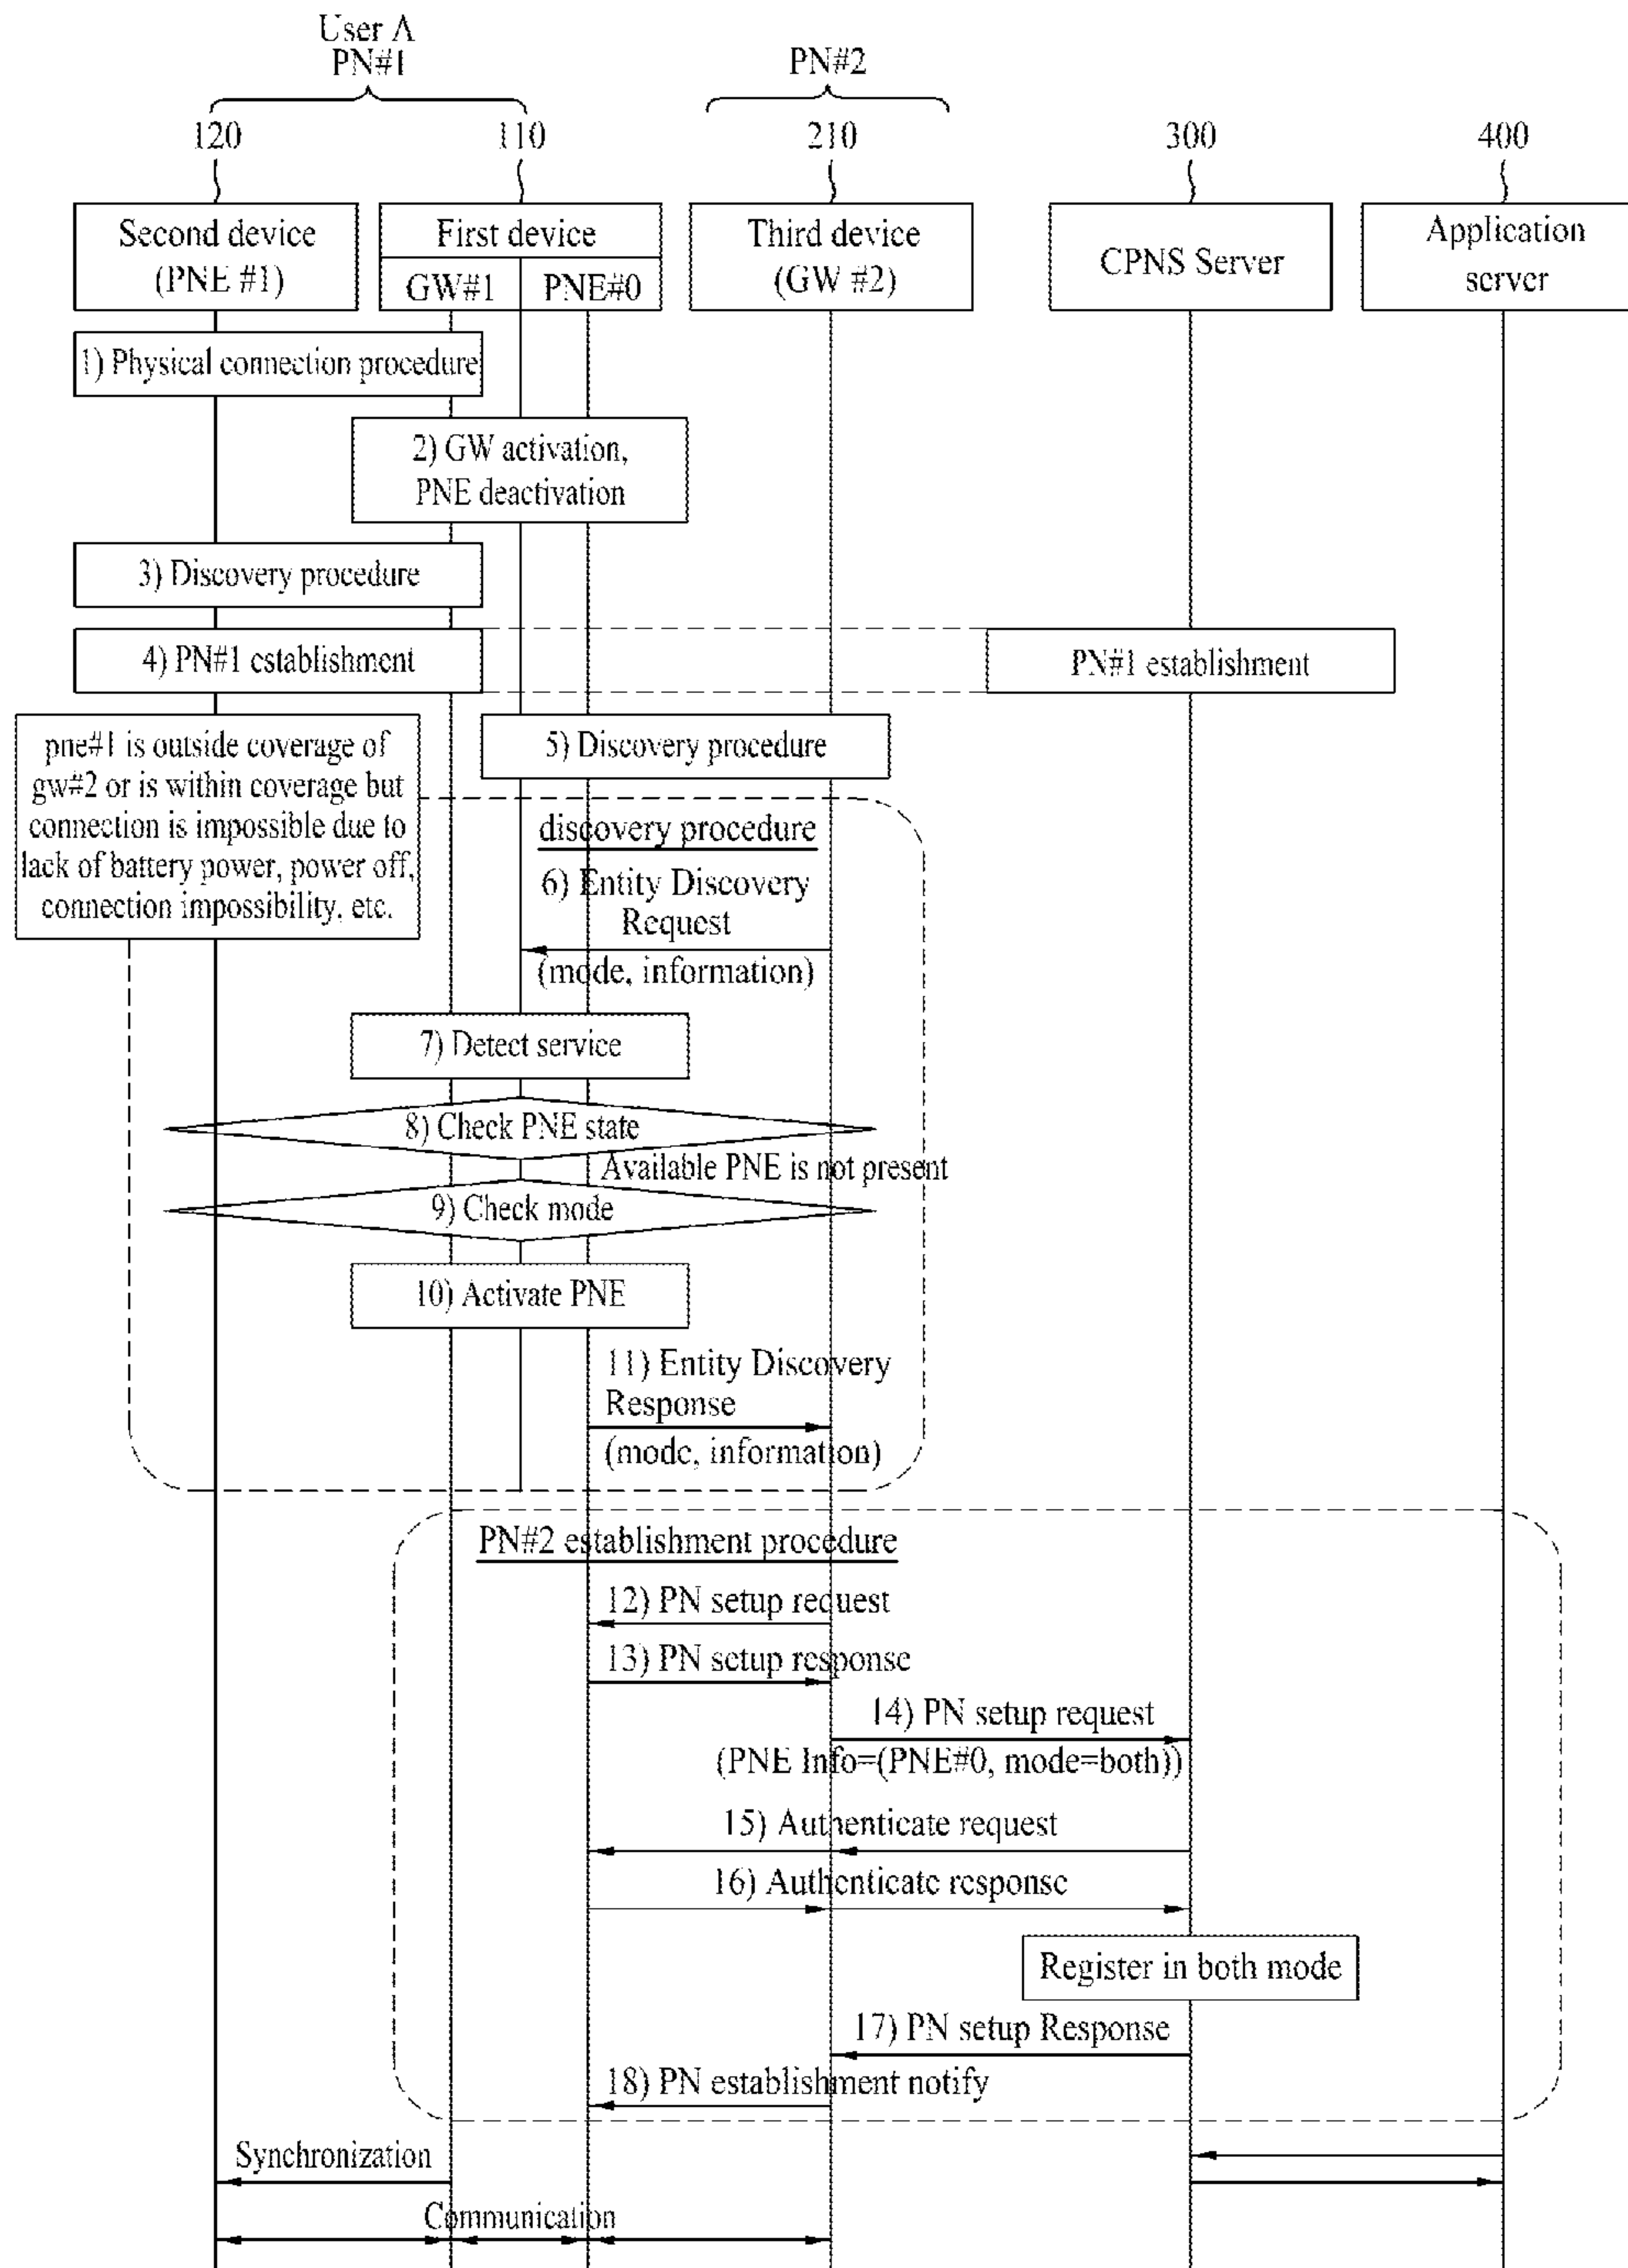 User A
PN#1
PN#2
120
110
210
300
400
Second device
(PNE #1)
First device
GW#1
PNE#0
Third device
(GW #2)
CPNS Server
Application
server
1) Physical connection procedure
2) GW activation,
PNE deactivation
3) Discovery procedure
4) PN#1 establishment
PN#1 establishment
pne#1 is outside coverage of
gw#2 or is within coverage but
connection is impossible due to
lack of battery power, power off,
connection impossibility, etc.
5) Discovery procedure
discovery procedure
6) Entity Discovery
Request
(mode, information)
7) Detect service
8) Check PNE state
Available PNE is not present
9) Check mode
10) Activate PNE
11) Entity Discovery
Response
(mode, information)
PN#2 establishment procedure
12) PN setup request
13) PN setup response
14) PN setup request
(PNE Info=(PNE#0, mode=both))
15) Authenticate request
16) Authenticate response
Register in both mode
17) PN setup Response
18) PN establishment notify
Synchronization
Communication